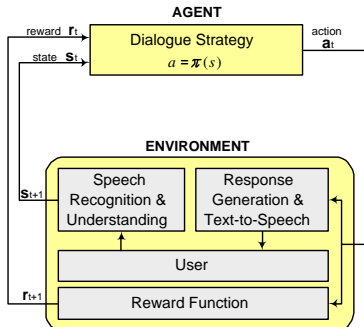 AGENT
reward rt
state st
Dialogue Strategy
a = π(s)
action
at
ENVIRONMENT
st+1
Speech
Recognition &
Understanding
Response
Generation &
Text-to-Speech
User
rt+1
Reward Function